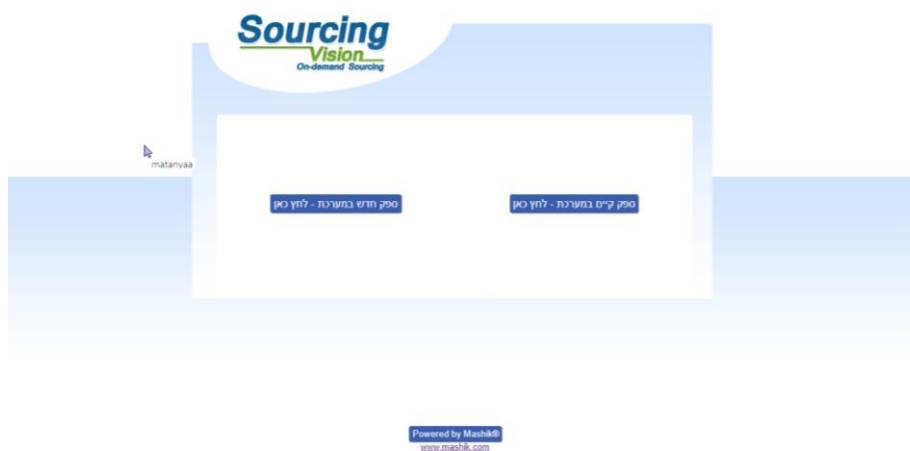 Sourcing
Vision
On-demand Sourcing
matanvaa
ספק קיים במערכת - לחץ כאן
ספק חדש במערכת - לחץ כאן
Powered by Mashik®
www.mashik.com